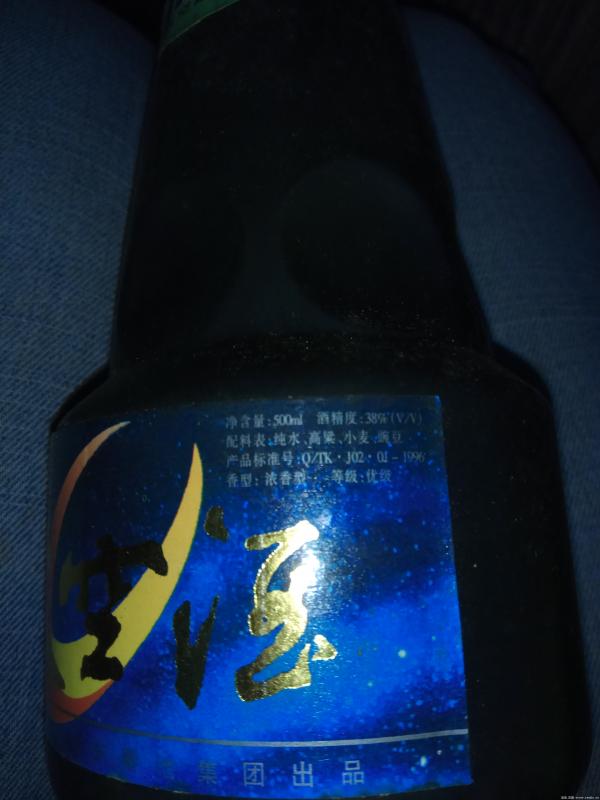 净含量:500ml 酒精度:38%(V/V)
配料表:纯水、高粱、小麦、豌豆
产品标准号:Q/TK·J02·01-1996
香型:浓香型 等级:优级
酒
集团出品